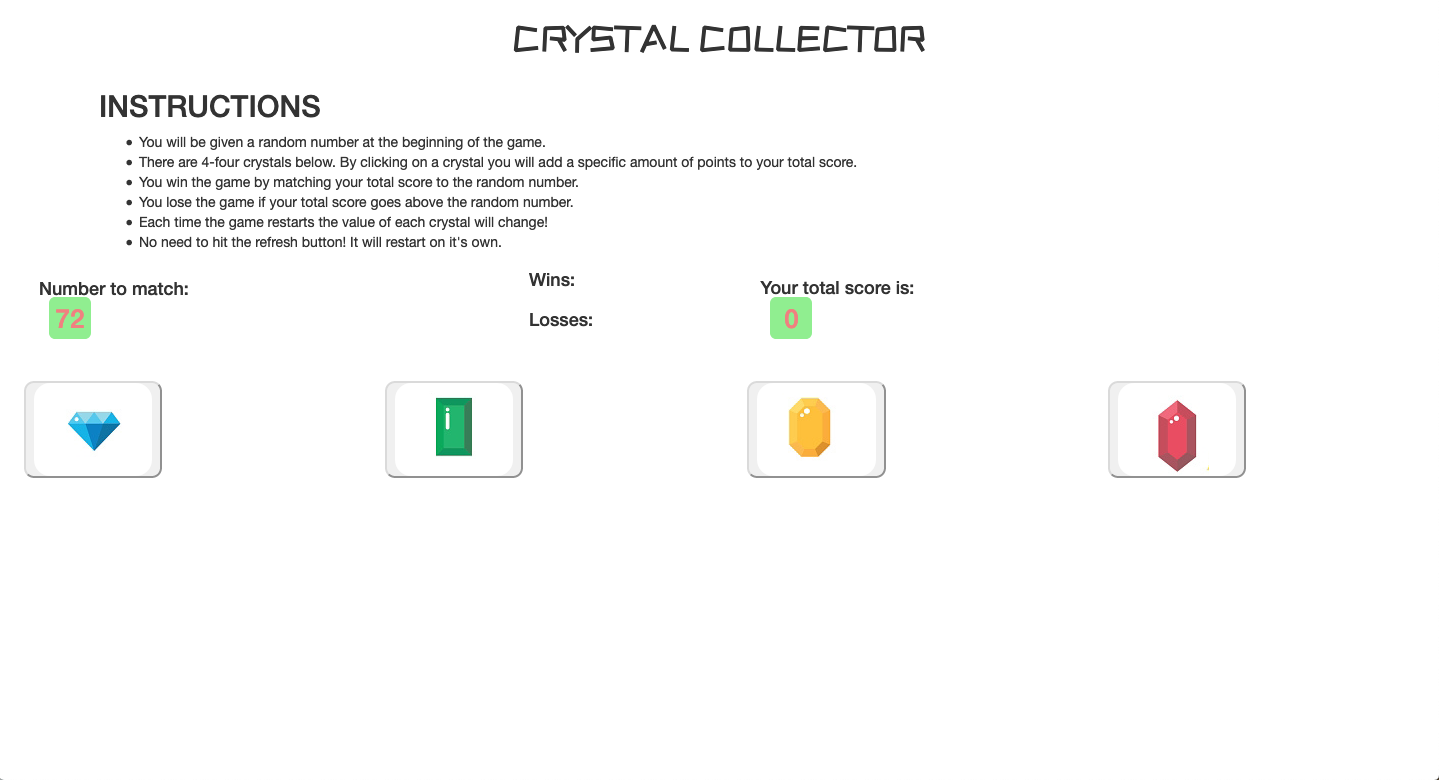 CRYSTAL COLLECTOR
INSTRUCTIONS
You will be given a random number at the beginning of the game.
There are 4-four crystals below. By clicking on a crystal you will add a specific amount of points to your total score.
You win the game by matching your total score to the random number.
You lose the game if your total score goes above the random number.
Each time the game restarts the value of each crystal will change!
No need to hit the refresh button! It will restart on it's own.
Number to match:
72
Wins:
Losses:
Your total score is:
0